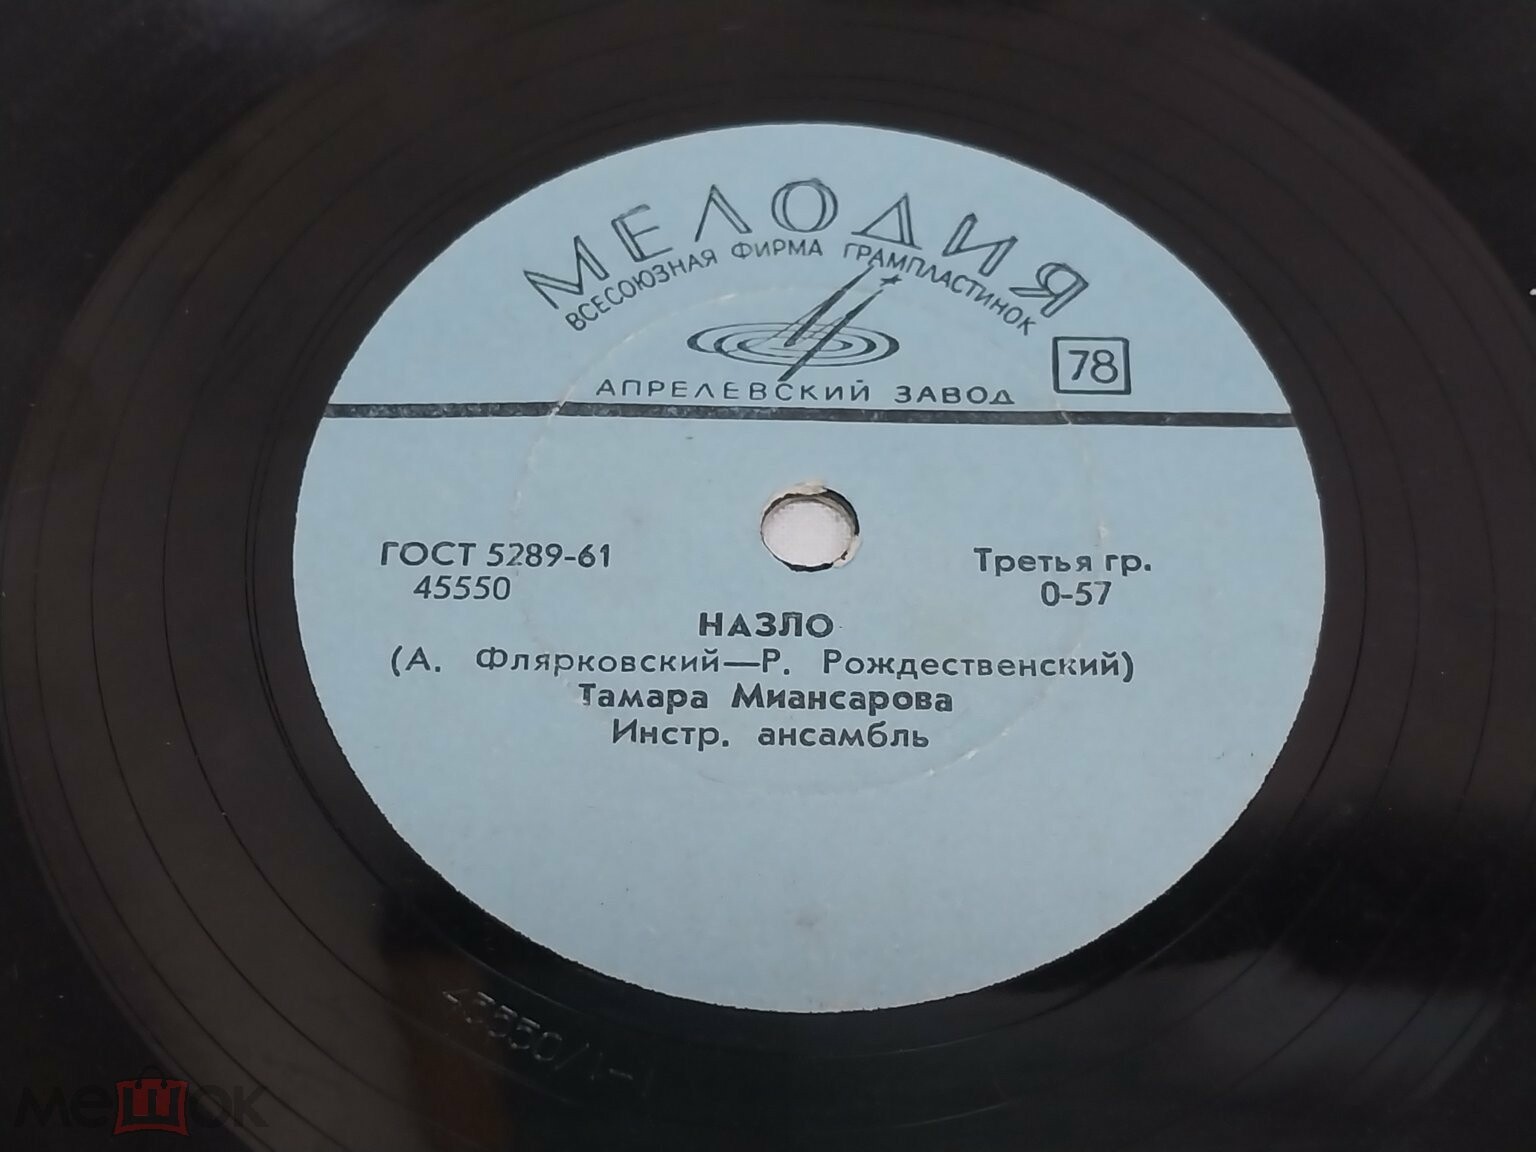 МЕЛОДИЯ
ВСЕСОЮЗНАЯ ФИРМА ГРАМПЛАСТИНОК
78
АПРЕЛЕВСКИЙ ЗАВОД
ГОСТ 5289-61
45550
Третья гр.
0-57
НАЗЛО
(А. Флярковский—Р. Рождественский)
Тамара Миансарова
Инстр. ансамбль
мешок